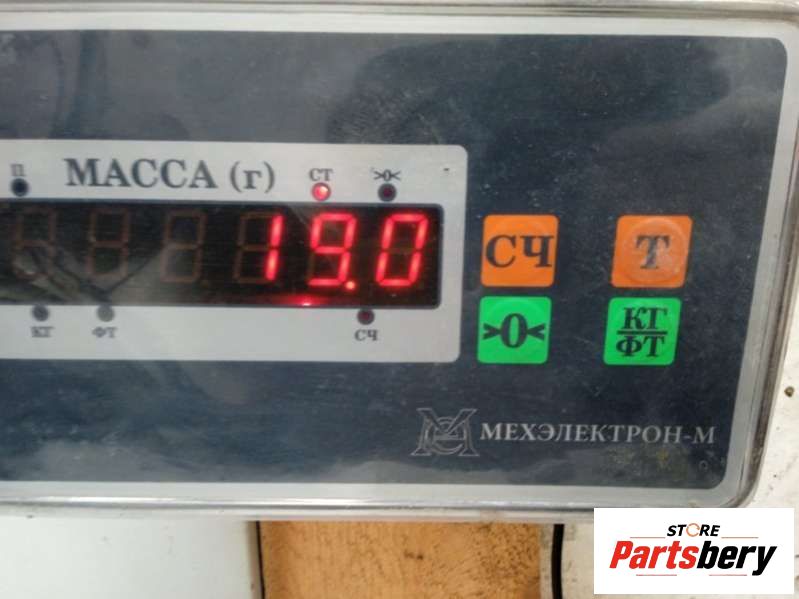 П МАССА (г) СТ >0<
19.0
КГ ФТ СЧ
СЧ Т
>0< КГ/ФТ
МЕХЭЛЕКТРОН-М
STORE
Partsbery